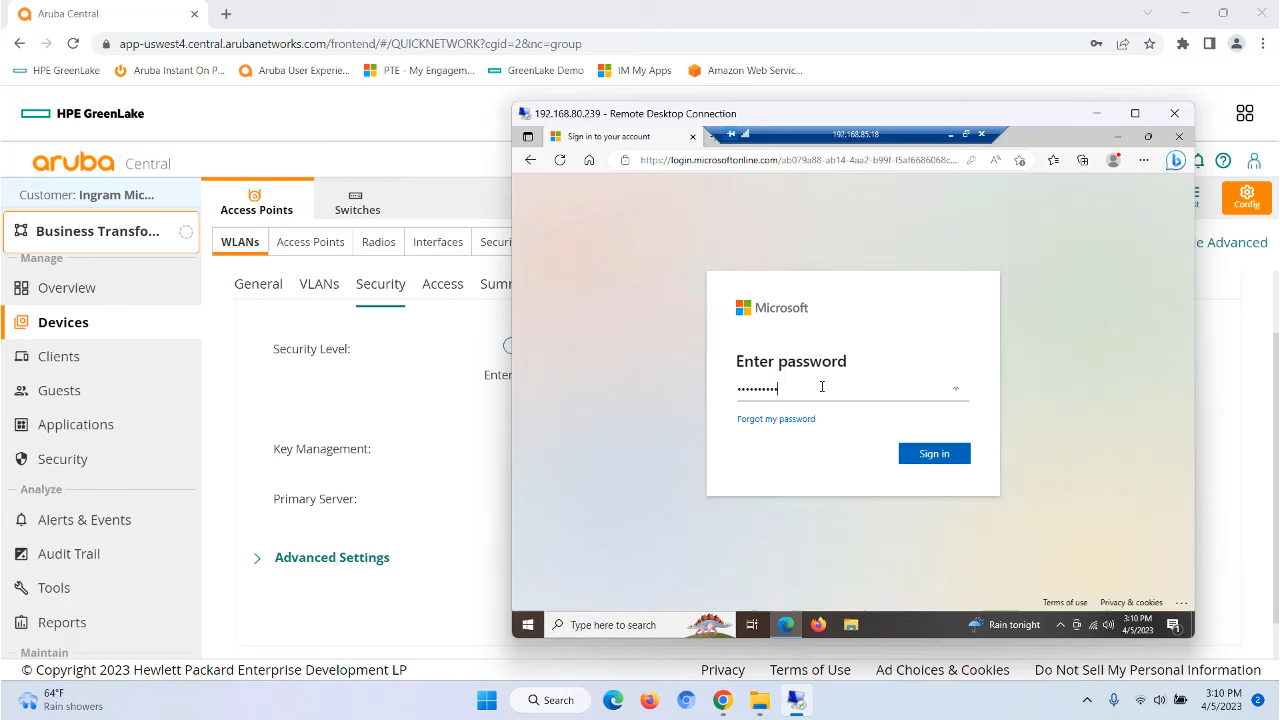 Aruba Central
app-uswest4.central.arubanetworks.com/frontend/#/QUICKNETWORK?cgid=2&nc=group
HPE GreenLake
Aruba Instant On P...
Aruba User Experie...
PTE - My Engagem...
GreenLake Demo
IM My Apps
Amazon Web Servic...
HPE GreenLake
aruba Central
Customer: Ingram Mic...
Business Transfo...
Manage
Overview
Devices
Clients
Guests
Applications
Security
Analyze
Alerts & Events
Audit Trail
Tools
Reports
Maintain
Access Points
Switches
Config
WLANs
Access Points
Radios
Interfaces
Securi
e Advanced
General
VLANs
Security
Access
Summ
Security Level:
Enter
Key Management:
Primary Server:
Advanced Settings
192.168.80.239 - Remote Desktop Connection
Sign in to your account
192.168.85.18
https://login.microsoftonline.com/ab079a88-ab14-4aa2-b99f-f5af6686068c...
Microsoft
Enter password
Forgot my password
Sign in
Terms of use
Privacy & cookies
Type here to search
Rain tonight
3:10 PM
4/5/2023
1
© Copyright 2023 Hewlett Packard Enterprise Development LP
Privacy
Terms of Use
Ad Choices & Cookies
Do Not Sell My Personal Information
64°F
Rain showers
Search
3:10 PM
4/5/2023
2